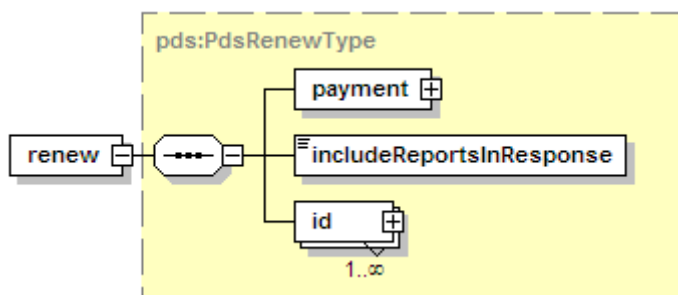 pds:PdsRenewType
payment
renew
includeReportsInResponse
id
1..∞